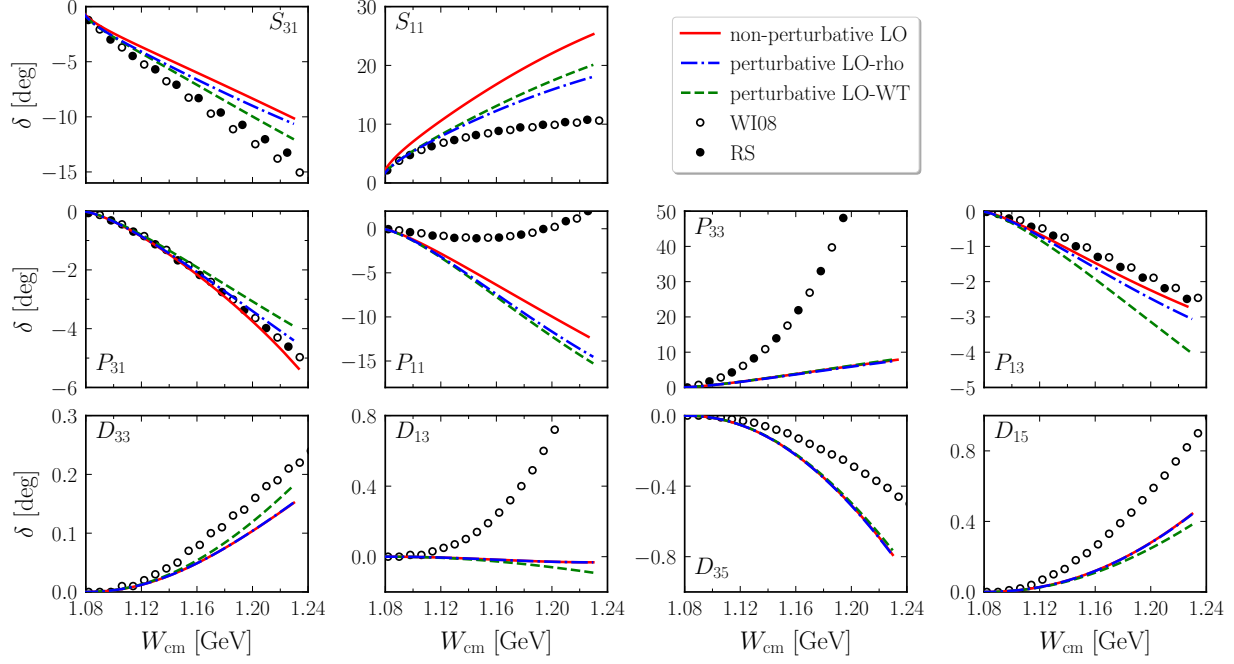 S31
S11
δ [deg]
0
−5
−10
−15
30
20
10
0
non-perturbative LO
perturbative LO-rho
perturbative LO-WT
WI08
RS
δ [deg]
0
−2
−4
−6
P31
0
−5
−10
−15
P11
50
40
30
20
10
0
P33
0
−1
−2
−3
−4
−5
P13
δ [deg]
0.3
0.2
0.1
0.0
D33
0.8
0.4
0.0
D13
0.0
−0.4
−0.8
D35
0.8
0.4
0.0
D15
1.08 1.12 1.16 1.20 1.24
1.08 1.12 1.16 1.20 1.24
1.08 1.12 1.16 1.20 1.24
1.08 1.12 1.16 1.20 1.24
Wcm [GeV]
Wcm [GeV]
Wcm [GeV]
Wcm [GeV]